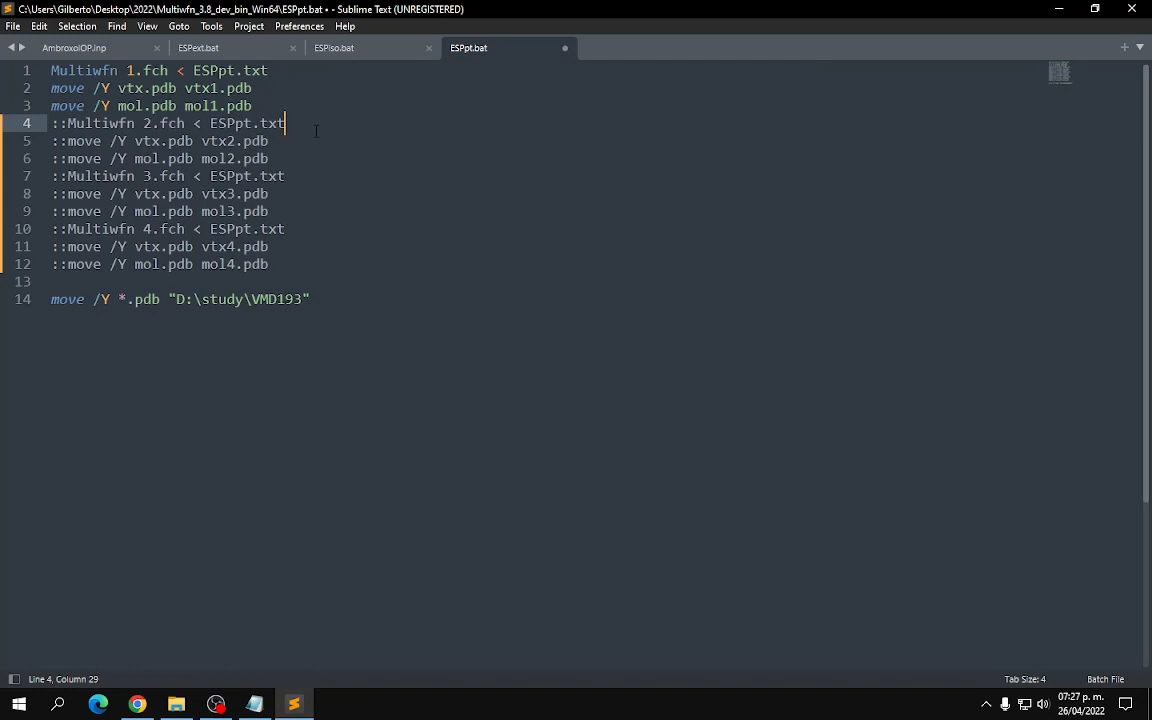 C:\Users\Gilberto\Desktop\2022\Multiwfn_3.8_dev_bin_Win64\ESPpt.bat • - Sublime Text (UNREGISTERED)
File Edit Selection Find View Goto Tools Project Preferences Help
AmbroxolOP.inp ESPext.bat ESPiso.bat ESPpt.bat
1 Multiwfn 1.fch < ESPpt.txt
2 move /Y vtx.pdb vtx1.pdb
3 move /Y mol.pdb mol1.pdb
4 ::Multiwfn 2.fch < ESPpt.txt
5 ::move /Y vtx.pdb vtx2.pdb
6 ::move /Y mol.pdb mol2.pdb
7 ::Multiwfn 3.fch < ESPpt.txt
8 ::move /Y vtx.pdb vtx3.pdb
9 ::move /Y mol.pdb mol3.pdb
10 ::Multiwfn 4.fch < ESPpt.txt
11 ::move /Y vtx.pdb vtx4.pdb
12 ::move /Y mol.pdb mol4.pdb
13
14 move /Y *.pdb "D:\study\VMD193"
Line 4, Column 29 Tab Size: 4 Batch File
07:27 p. m.
26/04/2022